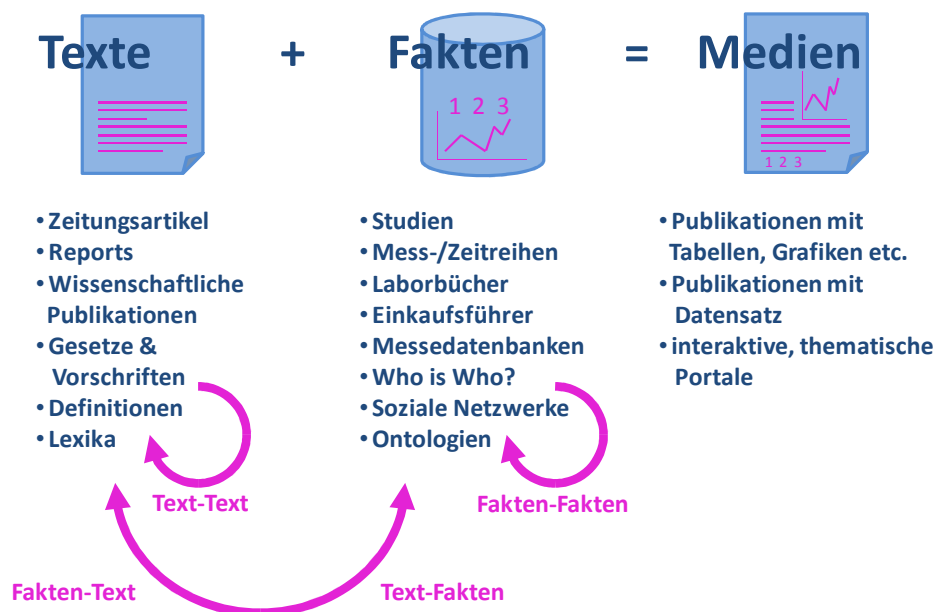 Texte + Fakten = Medien
1 2 3
1 2 3
• Zeitungsartikel
• Reports
• Wissenschaftliche
Publikationen
• Gesetze &
Vorschriften
• Definitionen
• Lexika
• Studien
• Mess-/Zeitreihen
• Laborbücher
• Einkaufsführer
• Messedatenbanken
• Who is Who?
• Soziale Netzwerke
• Ontologien
• Publikationen mit
Tabellen, Grafiken etc.
• Publikationen mit
Datensatz
• interaktive, thematische
Portale
Text-Text
Fakten-Fakten
Fakten-Text
Text-Fakten